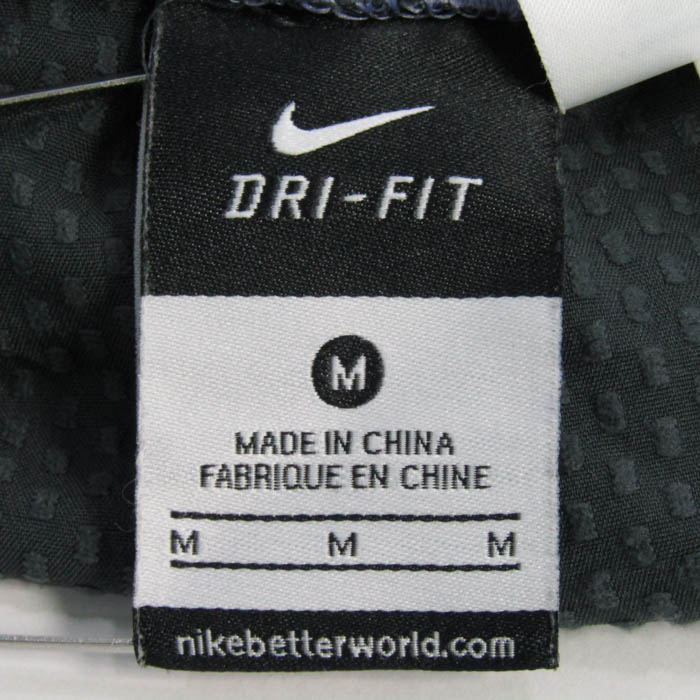 DRI-FIT
M
MADE IN CHINA
FABRIQUE EN CHINE
M M M
nikebetterworld.com